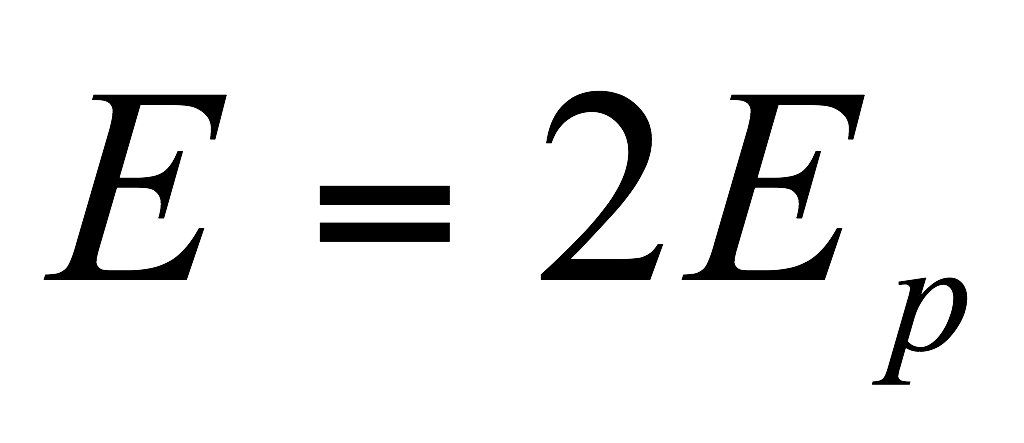 E = 2E_p